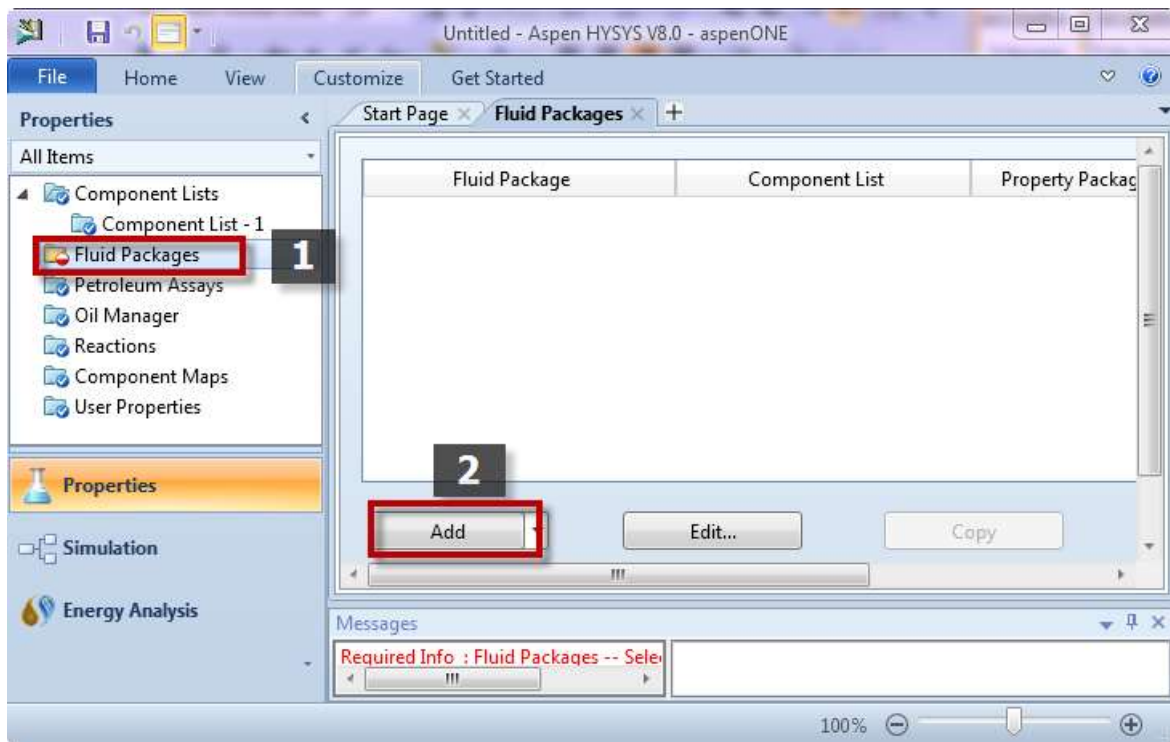 Untitled - Aspen HYSYS V8.0 - aspenONE
File Home View Customize Get Started
Properties
All Items
Component Lists
Component List - 1
Fluid Packages
Petroleum Assays
Oil Manager
Reactions
Component Maps
User Properties
1
Properties
Simulation
Energy Analysis
Start Page Fluid Packages
Fluid Package Component List Property Packag
2
Add Edit... Copy
Messages
Required Info : Fluid Packages -- Sele
100%